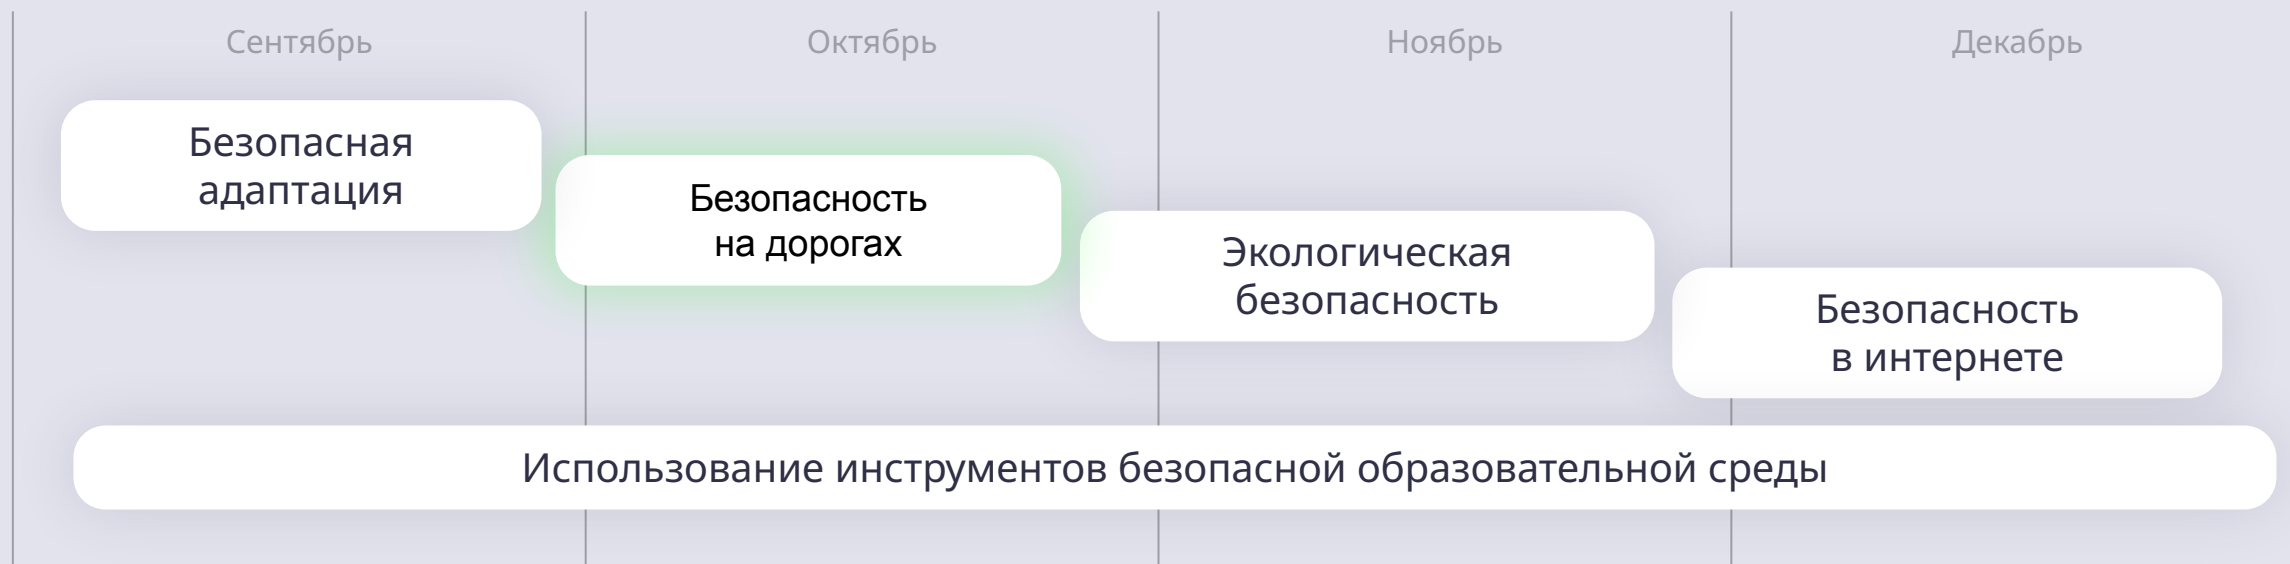 Сентябрь
Октябрь
Ноябрь
Декабрь
Безопасная
адаптация
Безопасность
на дорогах
Экологическая
безопасность
Безопасность
в интернете
Использование инструментов безопасной образовательной среды